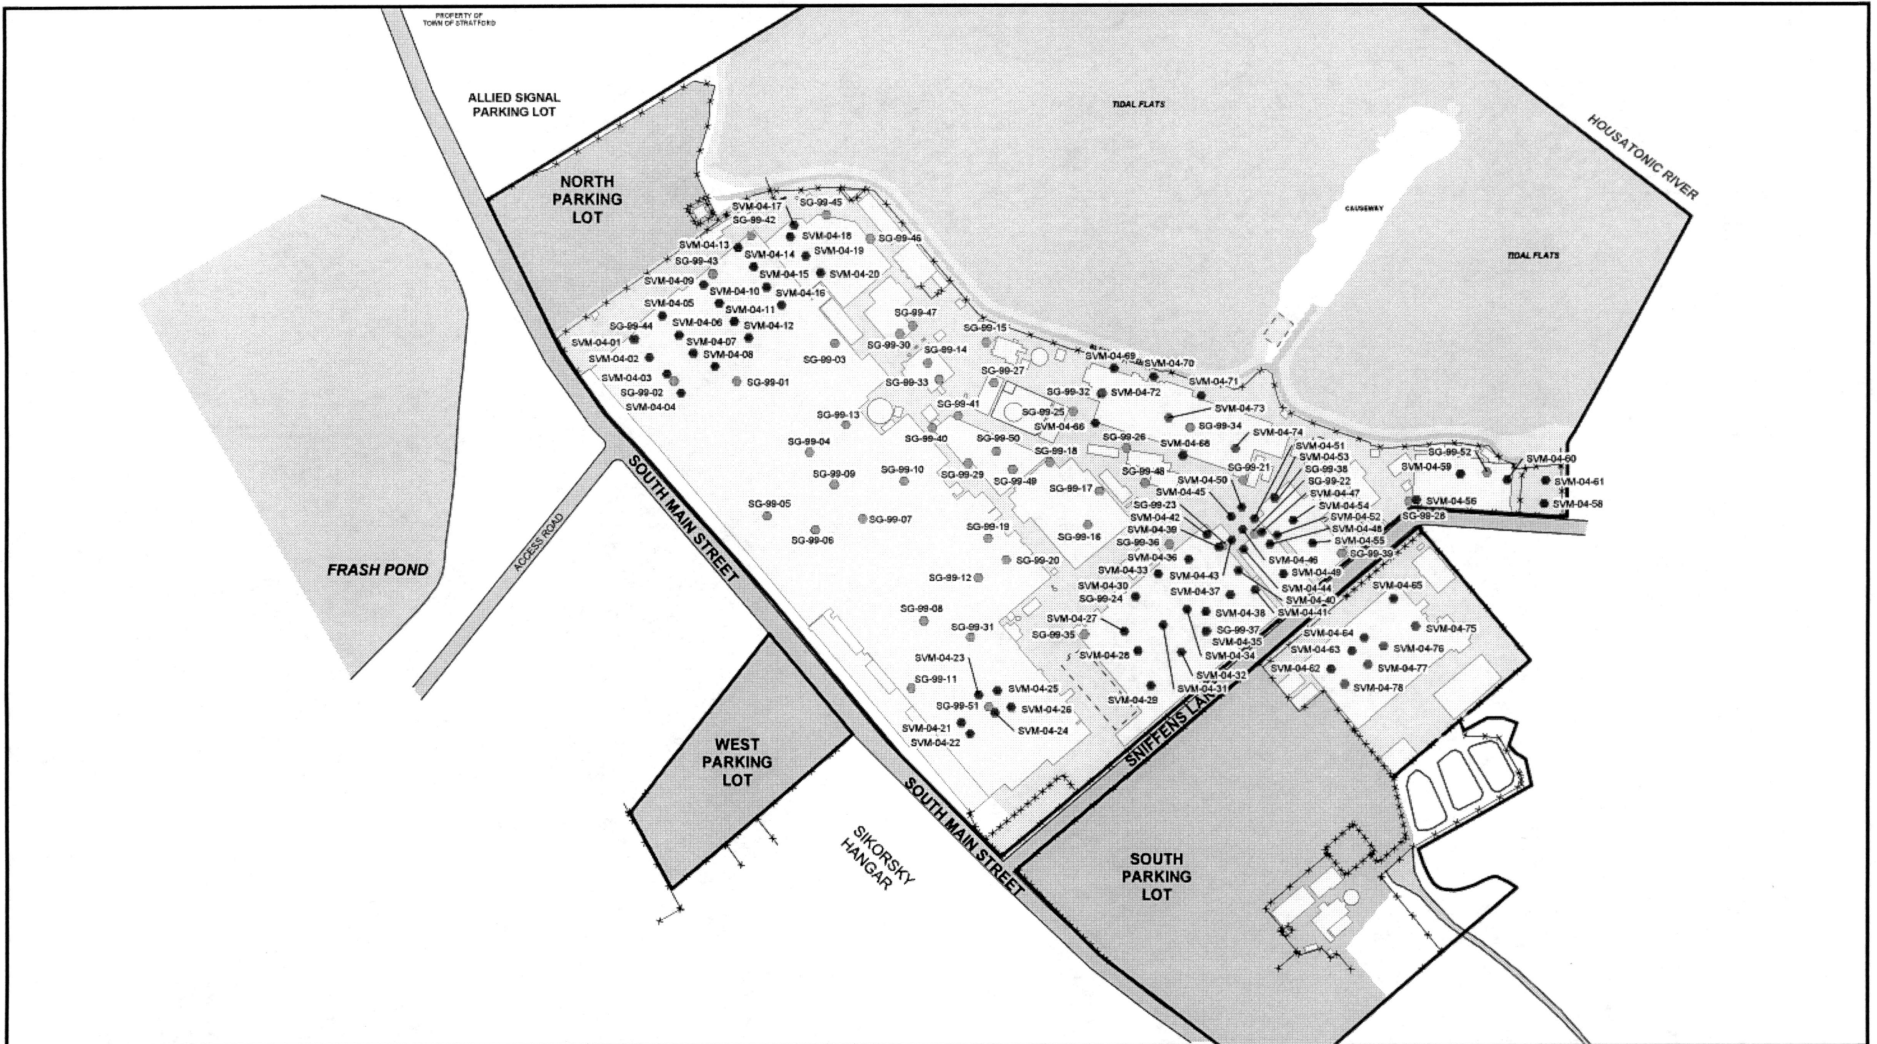 PROPERTY OF
TOWN OF STRATFORD
ALLIED SIGNAL
PARKING LOT
TIDAL FLATS
HOUSATONIC RIVER
NORTH
PARKING
LOT
CAUSEWAY
TIDAL FLATS
SVM-04-17
SG-99-45
SG-99-42
SVM-04-18
SG-99-46
SVM-04-13
SVM-04-14
SVM-04-19
SG-99-43
SVM-04-15
SVM-04-20
SVM-04-09
SVM-04-10
SVM-04-16
SVM-04-05
SVM-04-11
SG-99-47
SG-99-44
SVM-04-06
SVM-04-12
SG-99-15
SVM-04-01
SVM-04-07
SG-99-30
SG-99-14
SVM-04-02
SVM-04-08
SG-99-03
SVM-04-69
SVM-04-70
SVM-04-03
SG-99-01
SG-99-33
SG-99-27
SVM-04-71
SG-99-02
SG-99-32
SVM-04-72
SVM-04-04
SG-99-41
SG-99-25
SVM-04-73
SG-99-13
SVM-04-66
SG-99-34
SG-99-04
SG-99-40
SG-99-50
SG-99-26
SVM-04-68
SVM-04-74
SG-99-18
SVM-04-51
SVM-04-53
SG-99-52
SVM-04-60
SG-99-09
SG-99-10
SG-99-29
SG-99-49
SG-99-48
SG-99-21
SG-99-38
SVM-04-59
SVM-04-61
SG-99-17
SVM-04-50
SG-99-22
SVM-04-45
SVM-04-47
SVM-04-56
SVM-04-58
SG-99-05
SG-99-07
SG-99-23
SVM-04-54
SG-99-28
SG-99-06
SG-99-19
SG-99-16
SVM-04-42
SVM-04-52
SVM-04-39
SVM-04-48
SG-99-36
SVM-04-55
SG-99-20
SVM-04-36
SVM-04-46
SG-99-39
SG-99-12
SVM-04-33
SVM-04-43
SVM-04-49
SVM-04-30
SVM-04-37
SVM-04-44
SVM-04-65
SG-99-24
SVM-04-40
SG-99-08
SVM-04-27
SVM-04-38
SVM-04-41
SG-99-31
SG-99-35
SG-99-37
SVM-04-64
SVM-04-75
SVM-04-35
SVM-04-63
SVM-04-76
SVM-04-23
SVM-04-28
SVM-04-34
SVM-04-62
SVM-04-77
SG-99-11
SVM-04-25
SVM-04-32
SVM-04-78
SG-99-51
SVM-04-26
SVM-04-29
SVM-04-31
SVM-04-21
SVM-04-24
SVM-04-22
FRASH POND
ACCESS ROAD
SOUTH MAIN STREET
SNIFFENS LANE
WEST
PARKING
LOT
SOUTH MAIN STREET
SIKORSKY
HANGAR
SOUTH
PARKING
LOT